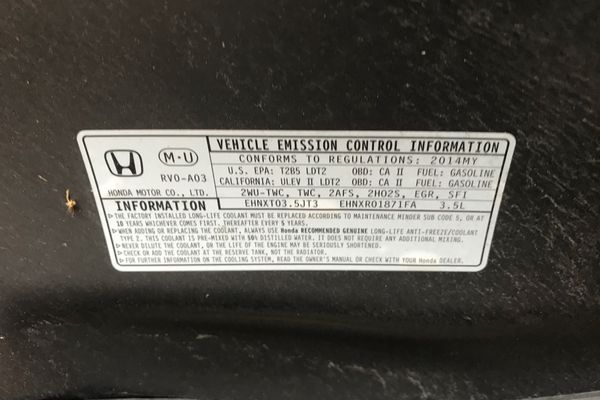 VEHICLE EMISSION CONTROL INFORMATION
M-U
CONFORMS TO REGULATIONS: 2014MY
RV0-A03
U.S. EPA: T2B5 LDT2 OBD: CA II FUEL: GASOLINE
CALIFORNIA: ULEV II LDT2 OBD: CA II FUEL: GASOLINE
HONDA MOTOR CO., LTD.
2WU-TWC, TWC, 2AFS, 2HO2S, EGR, SFI
INFORMATION
EHNXT03.5JT3 EHNXR0187IFA 3.5L
▷THE FACTORY INSTALLED LONG-LIFE COOLANT MUST BE CHANGED ACCORDING TO MAINTENANCE MINDER SUB CODE 5, OR AT
10 YEARS WHICHEVER COMES FIRST. THEREAFTER EVERY 5 YEARS.
▷WHEN ADDING OR REPLACING THE COOLANT, ALWAYS USE Honda RECOMMENDED GENUINE LONG-LIFE ANTI-FREEZE/COOLANT
TYPE 2. THIS COOLANT IS PRE-MIXED WITH 50% DEIONIZED WATER. IT DOES NOT REQUIRE ANY ADDITIONAL MIXING.
▷NEVER DILUTE THE COOLANT, OR THE LIFE OF THE ENGINE MAY BE SERIOUSLY SHORTENED.
▷CHECK OR ADD THE COOLANT AT THE RESERVE TANK, NOT THE RADIATOR.
▷FOR FURTHER INFORMATION ON THE COOLING SYSTEM, READ THE OWNER'S MANUAL OR CHECK WITH YOUR Honda DEALER.